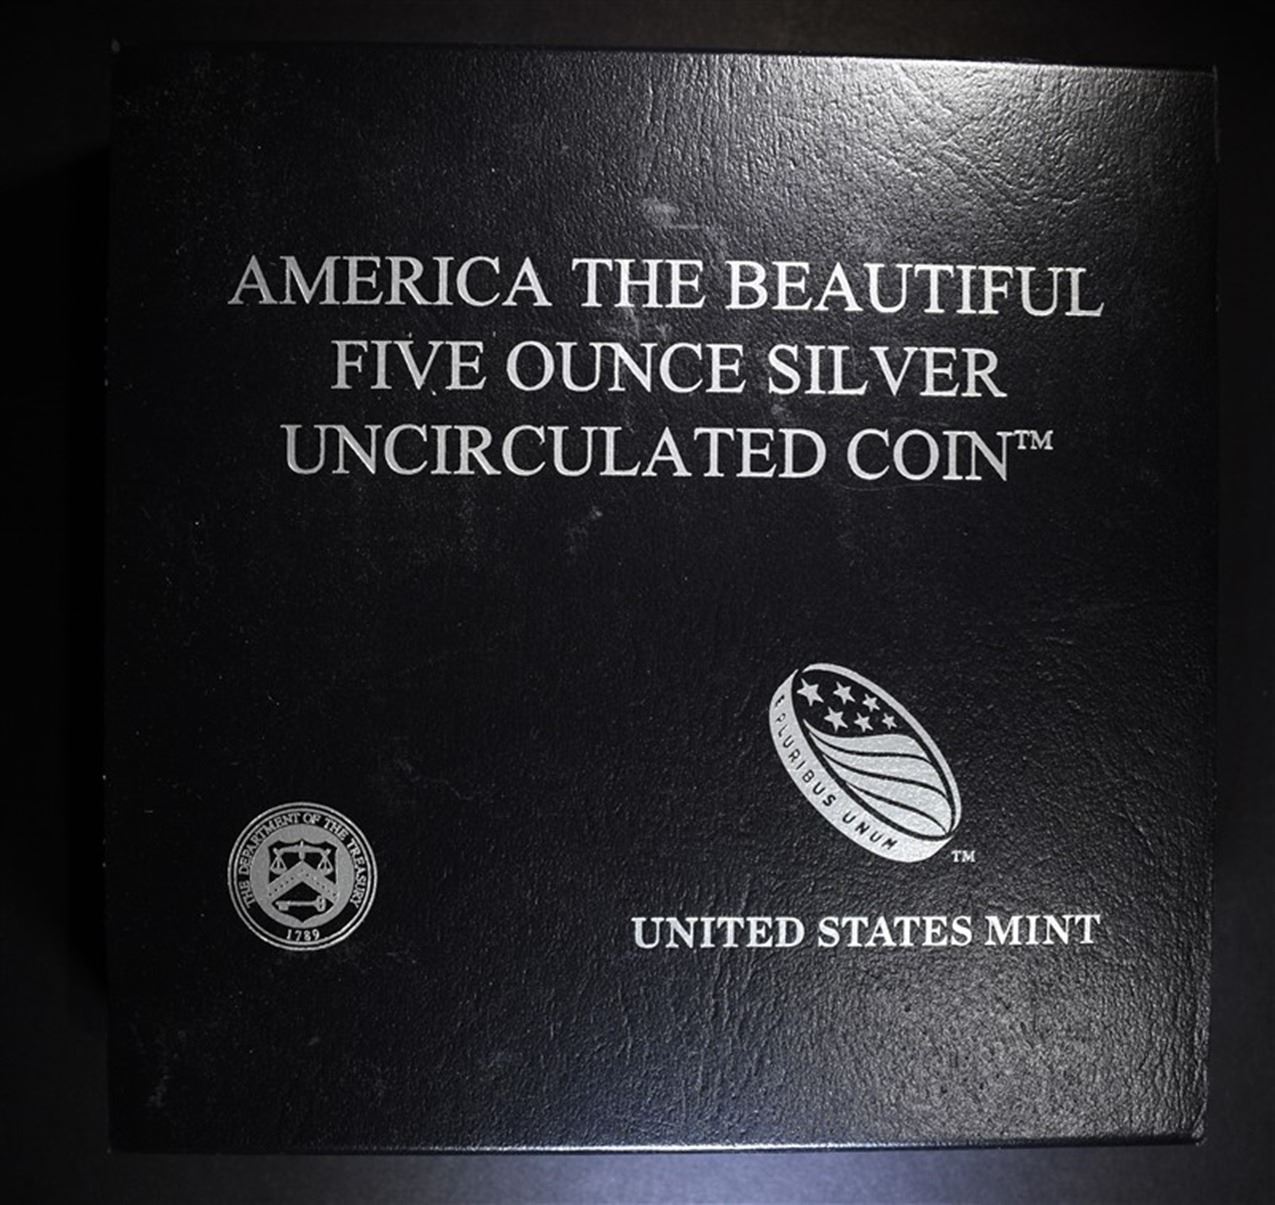 AMERICA THE BEAUTIFUL
FIVE OUNCE SILVER
UNCIRCULATED COIN™
E PLURIBUS UNUM
TM
THE DEPARTMENT OF THE TREASURY
1789
UNITED STATES MINT